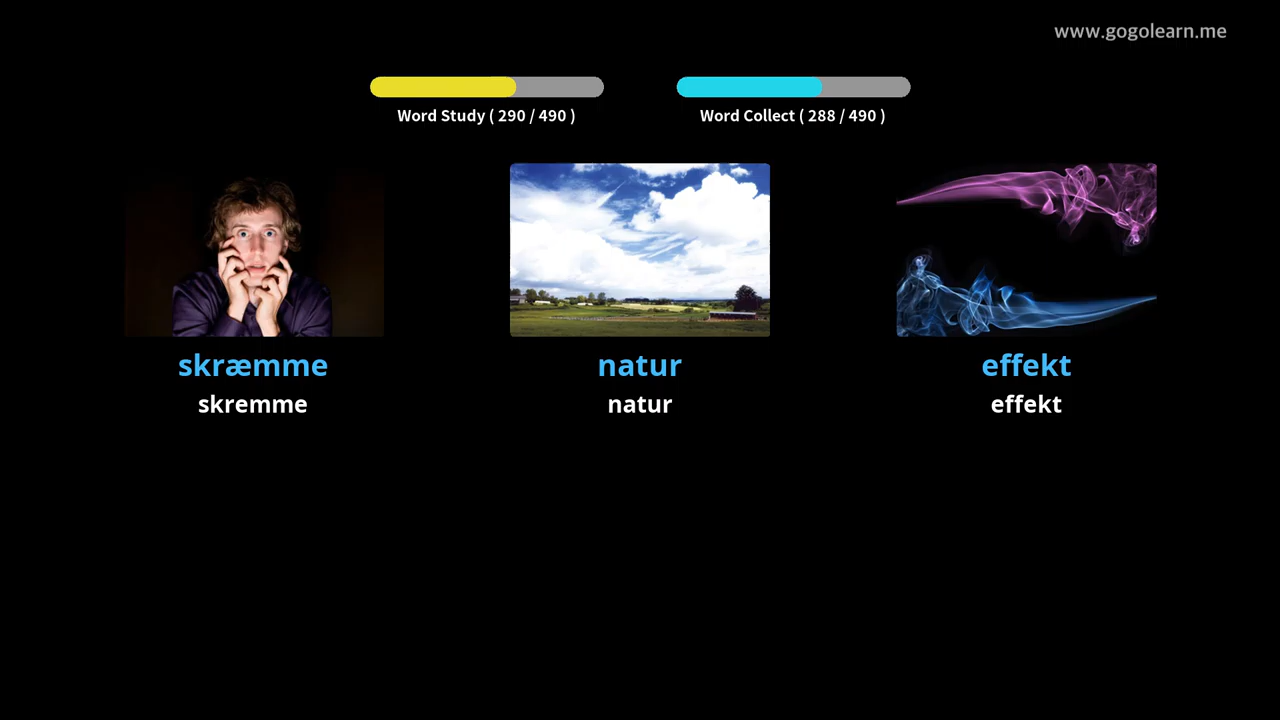 www.gogolearn.me
Word Study ( 290 / 490 )
Word Collect ( 288 / 490 )
skræmme
natur
effekt
skremme
natur
effekt